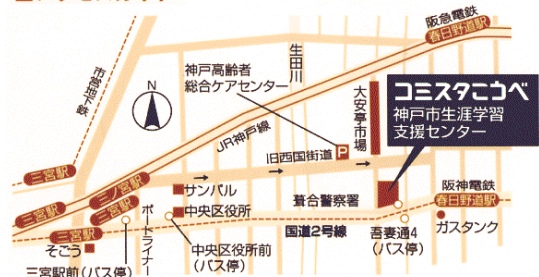 阪急電鉄
春日野道駅
生田川
神戸高齢者
総合ケアセンター
市営地下鉄
N
大安亭市場
コミスタこうべ
神戸市生涯学習
支援センター
JR神戸線
P
旧西国街道
三宮駅
三ノ宮駅
三宮駅
三宮駅
サンパル
中央区役所
葺合警察署
阪神電鉄
春日野道駅
ポートライナー
国道2号線
吾妻通4
(バス停)
ガスタンク
そごう
中央区役所前
(バス停)
三宮駅前(バス停)